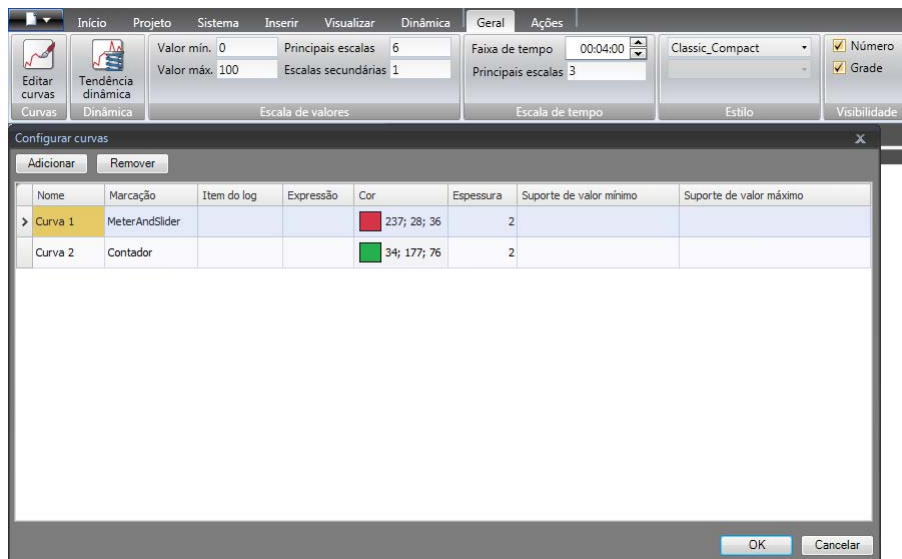 Início Projeto Sistema Inserir Visualizar Dinâmica Geral Ações
Editar curvas
Curvas
Tendência dinâmica
Dinâmica
Valor mín. 0 Principais escalas 6
Valor máx. 100 Escalas secundárias 1
Escala de valores
Faixa de tempo 00:04:00
Principais escalas 3
Escala de tempo
Classic_Compact
Estilo
Número
Grade
Visibilidade
Configurar curvas X
Adicionar Remover
Nome Marcação Item do log Expressão Cor Espessura Suporte de valor mínimo Suporte de valor máximo
Curva 1 MeterAndSlider 237; 28; 36 2
Curva 2 Contador 34; 177; 76 2
OK Cancelar